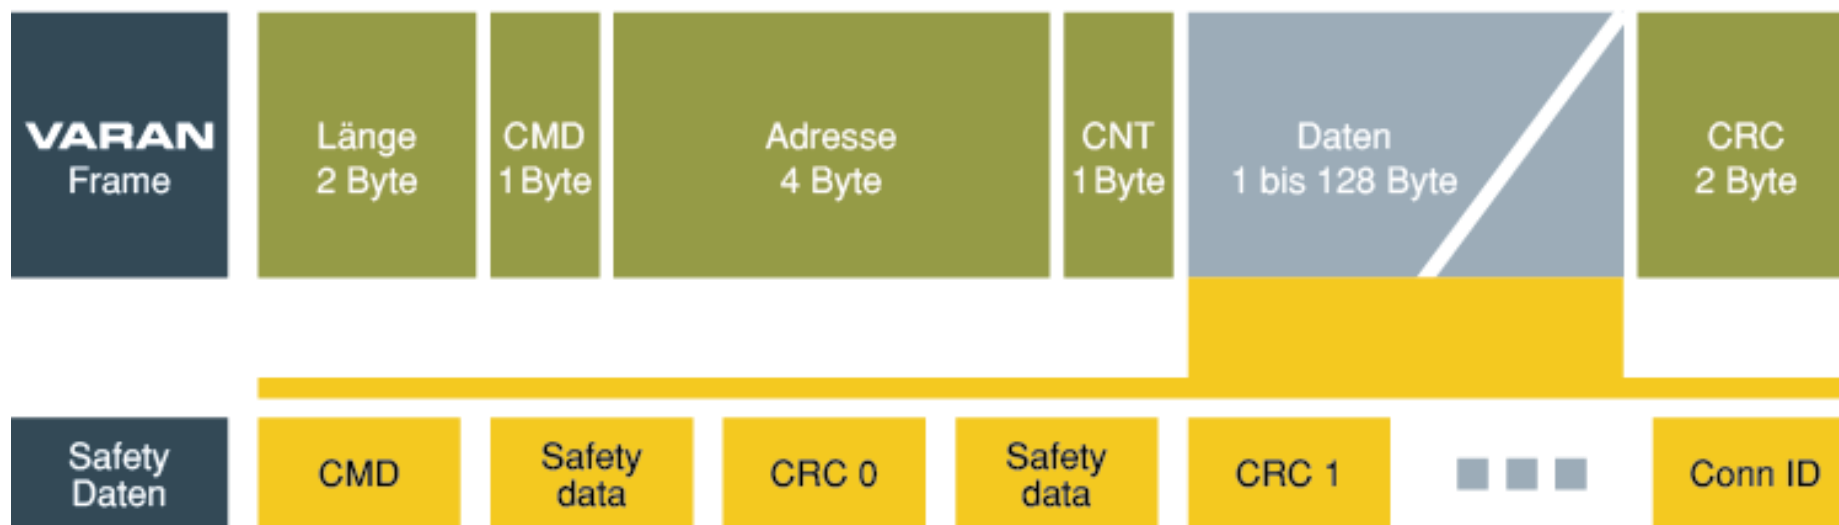 VARAN
Frame
Länge
2 Byte
CMD
1 Byte
Adresse
4 Byte
CNT
1 Byte
Daten
1 bis 128 Byte
CRC
2 Byte
Safety
Daten
CMD
Safety
data
CRC 0
Safety
data
CRC 1
Conn ID